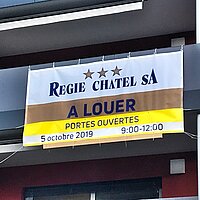 REGIE CHATEL SA
A LOUER
PORTES OUVERTES
5 octobre 2019 9:00-12:00